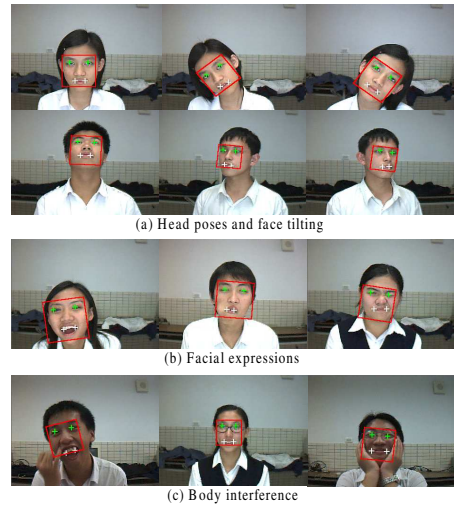 (a) Head poses and face tilting
(b) Facial expressions
(c) Body interference